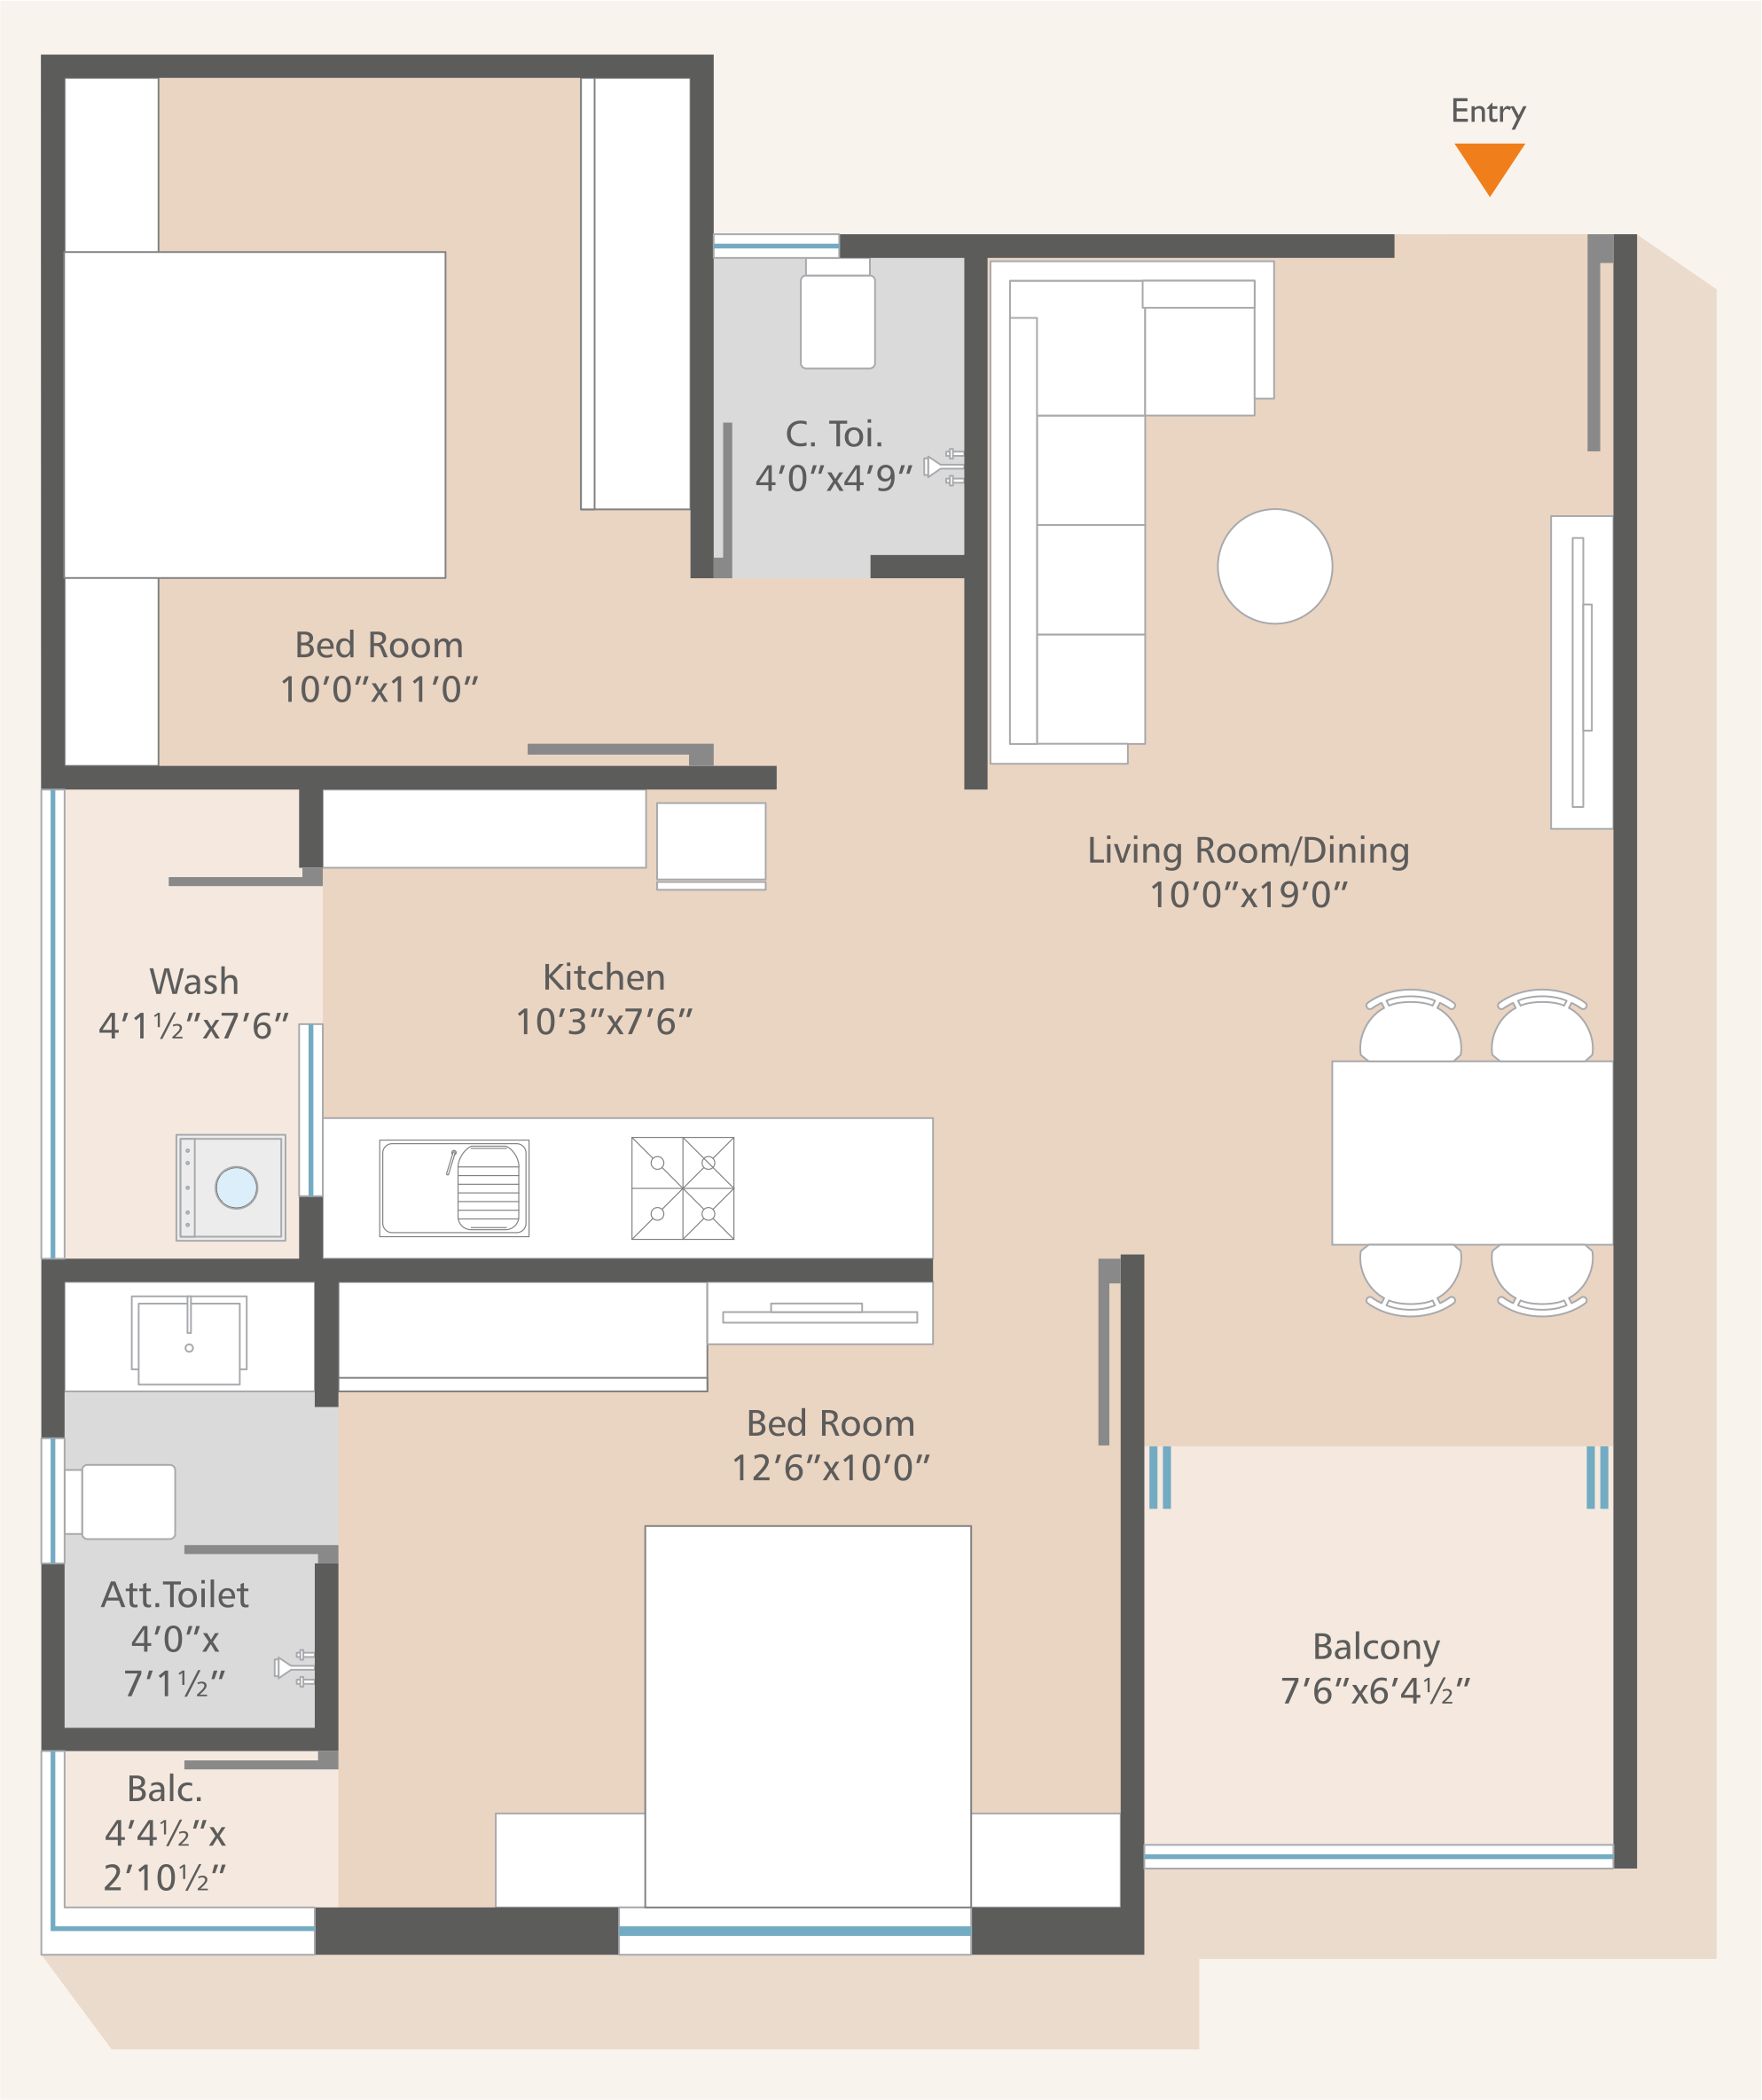 Entry
C. Toi.
4’0”x4’9”
Bed Room
10’0”x11’0”
Living Room/Dining
10’0”x19’0”
Wash
4’1½”x7’6”
Kitchen
10’3”x7’6”
Bed Room
12’6”x10’0”
Att.Toilet
4’0”x
7’1½”
Balcony
7’6”x6’4½”
Balc.
4’4½”x
2’10½”